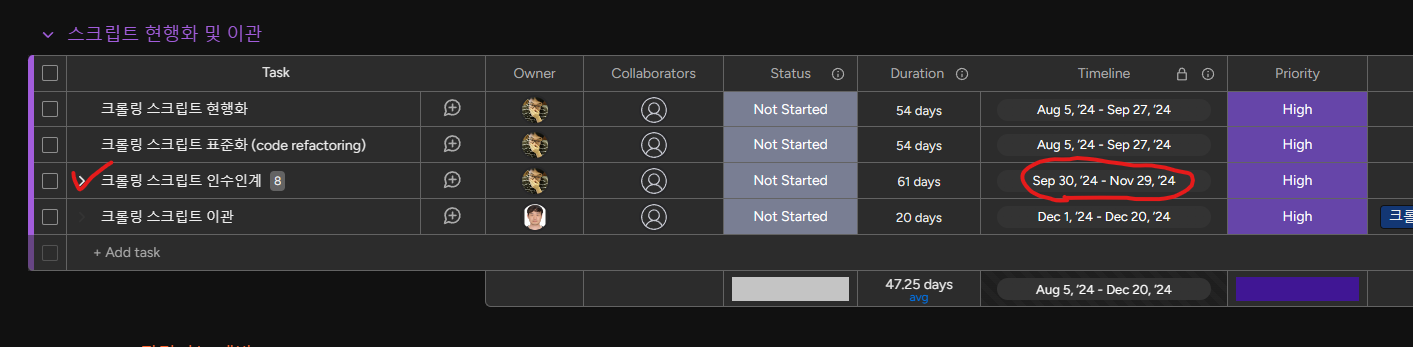 스크립트 현행화 및 이관
Task Owner Collaborators Status Duration Timeline Priority
크롤링 스크립트 현행화 Not Started 54 days Aug 5, '24 - Sep 27, '24 High
크롤링 스크립트 표준화 (code refactoring) Not Started 54 days Aug 5, '24 - Sep 27, '24 High
크롤링 스크립트 인수인계 8 Not Started 61 days Sep 30, '24 - Nov 29, '24 High
크롤링 스크립트 이관 Not Started 20 days Dec 1, '24 - Dec 20, '24 High
+ Add task
47.25 days Aug 5, '24 - Dec 20, '24
avg